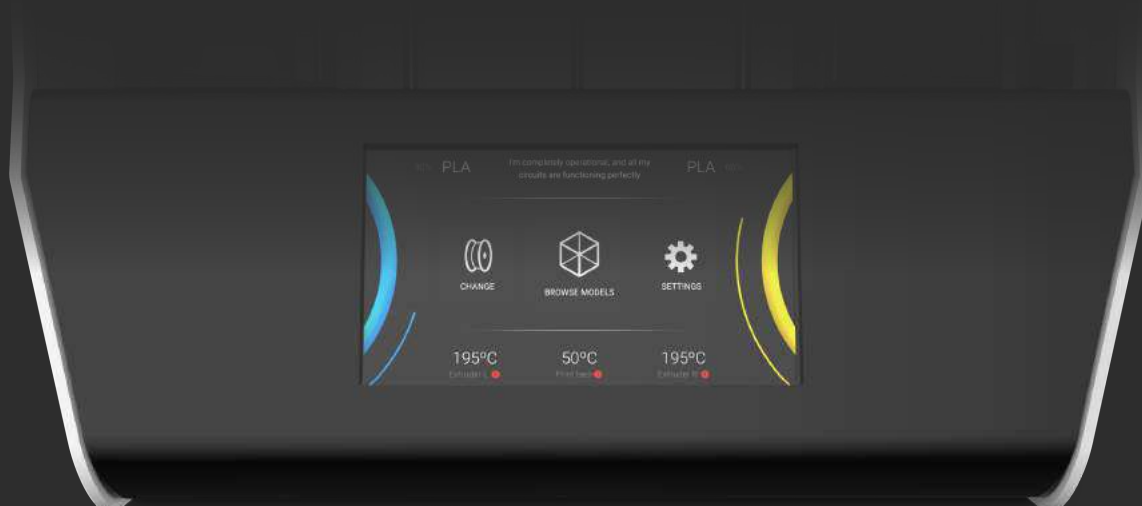 PLA
I'm completely operational, and all my
circuits are functioning perfectly
PLA
CHANGE
BROWSE MODELS
SETTINGS
195ºC
50ºC
195ºC
Extruder L
Print bed
Extruder R